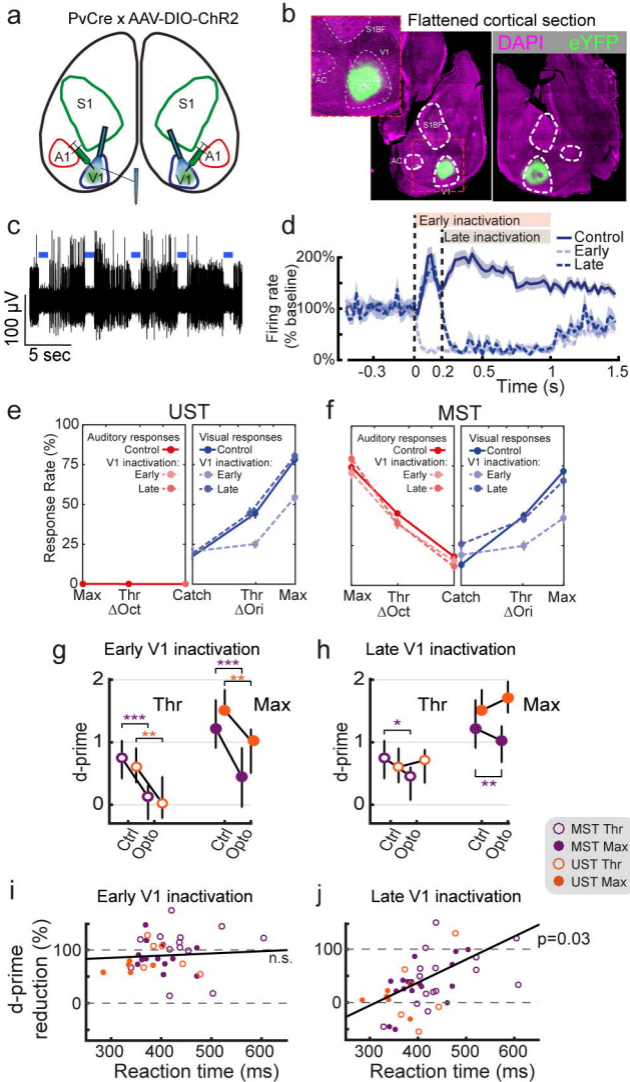 a
PvCre x AAV-DIO-ChR2
S1
S1
A1
A1
V1
V1
b
Flattened cortical section
S1BF
V1
AC
DAPI
eYFP
S1BF
AC
V1
c
100 µV
5 sec
d
Early inactivation
Late inactivation
Control
Early
Late
200%
100%
0%
Firing rate
(% baseline)
-0.3
0
0.2
0.5
1
1.5
Time (s)
e
UST
Response Rate (%)
100
75
50
25
0
Auditory responses
Control
V1 inactivation:
Early
Late
Visual responses
Control
V1 inactivation:
Early
Late
Max
Thr
ΔOct
Catch
Thr
ΔOri
Max
f
MST
Auditory responses
Control
V1 inactivation:
Early
Late
Visual responses
Control
V1 inactivation:
Early
Late
Max
Thr
ΔOct
Catch
Thr
ΔOri
Max
g
Early V1 inactivation
d-prime
2
1
0
Thr
Max
***
**
***
**
Ctrl
Opto
Ctrl
Opto
h
Late V1 inactivation
d-prime
2
1
0
Thr
Max
*
**
Ctrl
Opto
Ctrl
Opto
MST Thr
MST Max
UST Thr
UST Max
i
Early V1 inactivation
d-prime
reduction (%)
100
0
n.s.
300
400
500
600
Reaction time (ms)
j
Late V1 inactivation
100
0
p=0.03
300
400
500
600
Reaction time (ms)